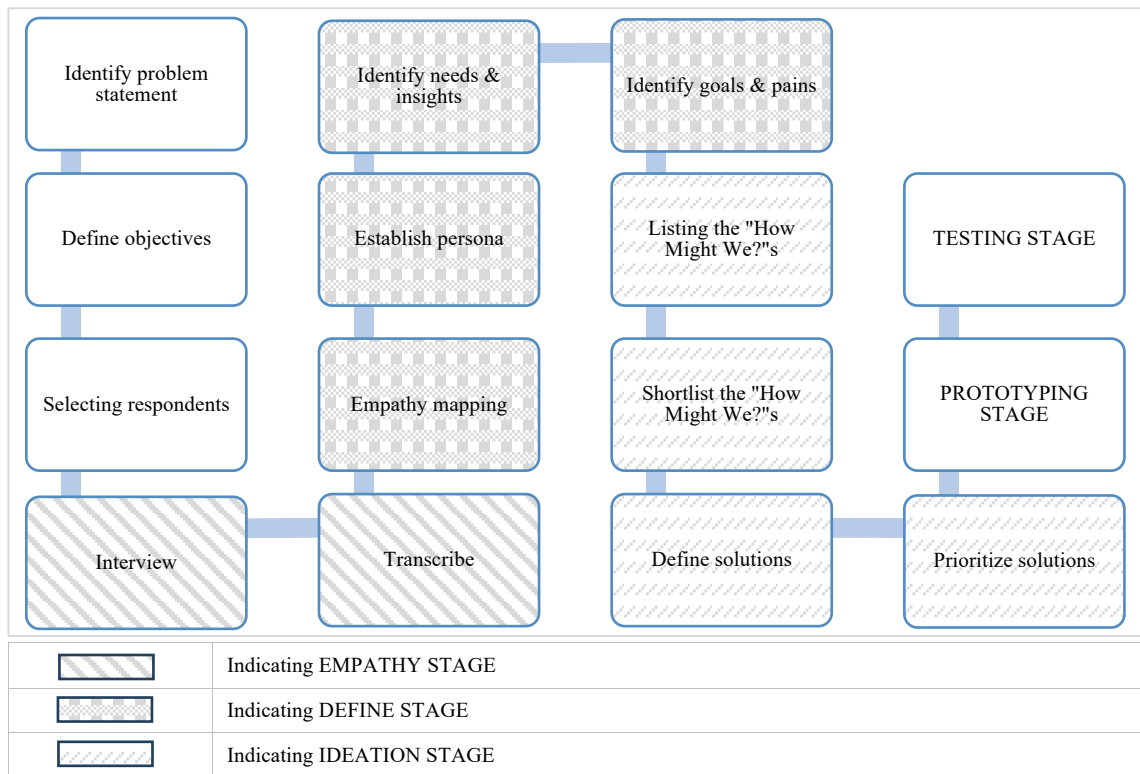 Identify problem
statement
Define objectives
Selecting respondents
Interview
Transcribe
Empathy mapping
Establish persona
Identify needs &
insights
Identify goals & pains
Listing the "How
Might We?"s
Shortlist the "How
Might We?"s
Define solutions
Prioritize solutions
PROTOTYPING
STAGE
TESTING STAGE
Indicating EMPATHY STAGE
Indicating DEFINE STAGE
Indicating IDEATION STAGE